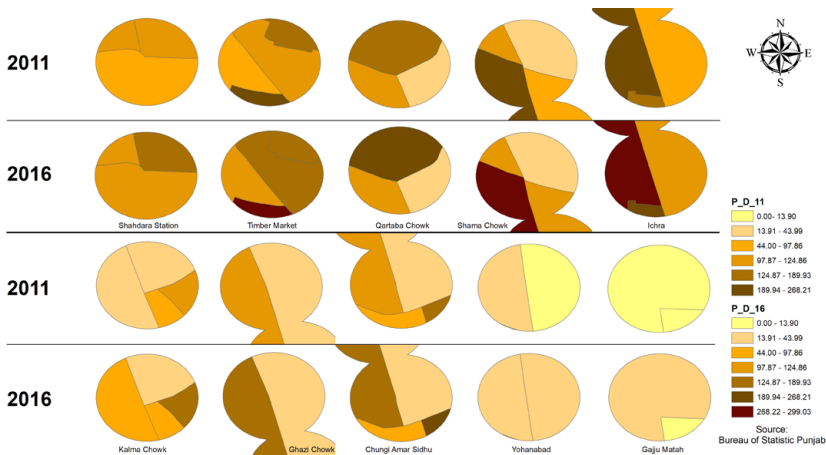 2011
N
W E
S
2016
Shahdara Station Timber Market Qartaba Chowk Shama Chowk Ichra
P_D_11
0.00- 13.90
13.91 - 43.99
44.00 - 97.86
97.87 - 124.86
124.87 - 189.93
189.94 - 268.21
2011
P_D_16
0.00 - 13.90
13.91 - 43.99
44.00 - 97.86
97.87 - 124.86
124.87 - 189.93
189.94 - 268.21
268.22 - 299.03
2016
Kalma Chowk Ghazi Chowk Chungi Amar Sidhu Yohanabad Gajju Matah
Source:
Bureau of Statistic Punjab